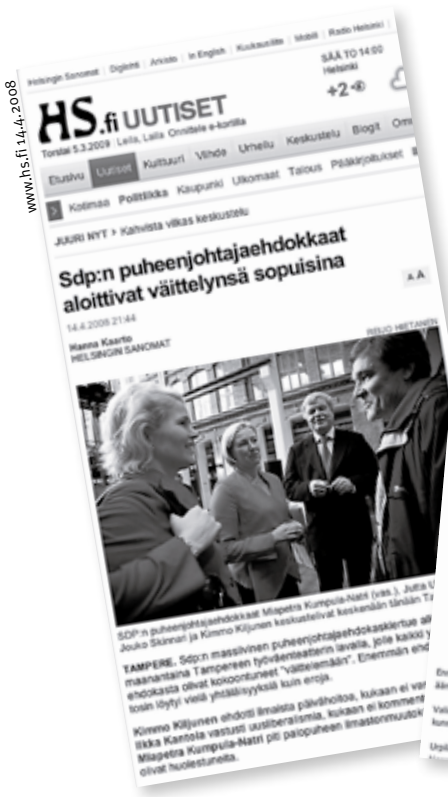 www.hs.fi 14.4.2008
Helsingin Sanomat | Digilehti | Arkisto | In English | Kuukausiliite | Mobiili | Radio Helsinki |
HS.fi UUTISET
SÄÄ TO 14:00
Helsinki
+2
Torstai 5.3.2009 | Leila, Laila Onnittele e-kortilla
Etusivu Uutiset Kulttuuri Viihde Urheilu Keskustelu Blogit
Kotimaa Politiikka Kaupunki Ulkomaat Talous Pääkirjoitukset
JUURI NYT > Kahvista vilkas keskustelu
Sdp:n puheenjohtajaehdokkaat
aloittivat väittelynsä sopuisina
A A
14.4.2008 21:44
Hanna Kaarto
HELSINGIN SANOMAT
REIJO HIETANEN
SDP:n puheenjohtajaehdokkaat Miapetra Kumpula-Natri (vas.), Jutta U
Jouko Skinnari ja Kimmo Kiljunen keskustelivat keskenään tänään
TAMPERE. Sdp:n massiivinen puheenjohtajaehdokaskiertue
maanantaina Tampereen työväenteatterin lavalla, jolle kaikki
ehdokasta olivat kokoontuneet "väittelemään". Enemmän
tosin löytyi vielä yhtäläisyyksiä kuin eroja.
Kimmo Kiljunen ehdotti ilmaista päivähoitoa, kukaan ei
Ilkka Kantola vastusti uusliberalismia, kukaan ei
Miapetra Kumpula-Natri piti palopuheen
olivat huolestuneita.